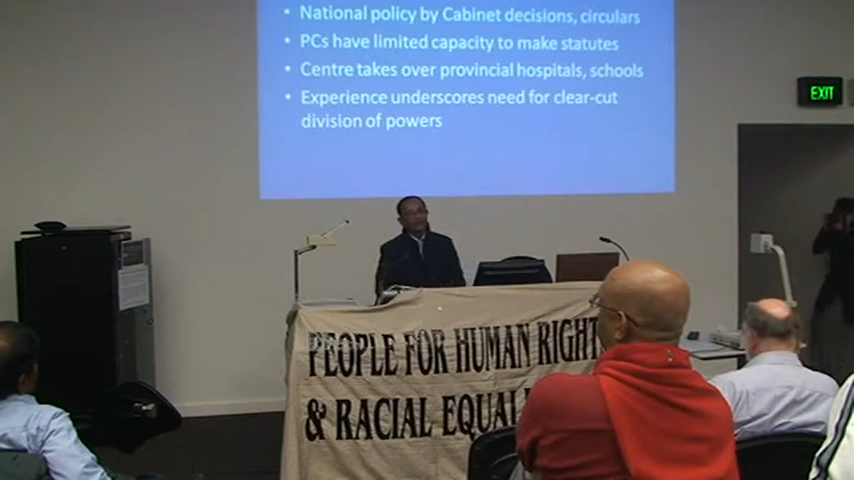 • National policy by Cabinet decisions, circulars
• PCs have limited capacity to make statutes
• Centre takes over provincial hospitals, schools
• Experience underscores need for clear-cut
division of powers
EXIT
PEOPLE FOR HUMAN RIGHT
& RACIAL EQUAL